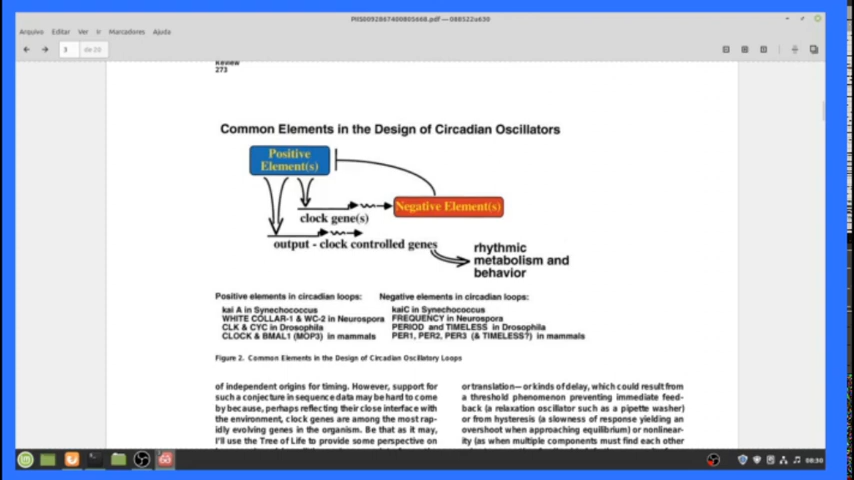 PIIS0092867400805668.pdf — 088522a630
Arquivo Editar Ver Ir Marcadores Ajuda
3 de 20
Review
273
Common Elements in the Design of Circadian Oscillators
Positive
Element(s)
Negative Element(s)
clock gene(s)
output - clock controlled genes
rhythmic
metabolism and
behavior
Positive elements in circadian loops:
kai A in Synechococcus
WHITE COLLAR-1 & WC-2 in Neurospora
CLK & CYC in Drosophila
CLOCK & BMAL1 (MOP3) in mammals
Negative elements in circadian loops:
kaiC in Synechococcus
FREQUENCY in Neurospora
PERIOD and TIMELESS in Drosophila
PER1, PER2, PER3 (& TIMELESS?) in mammals
Figure 2. Common Elements in the Design of Circadian Oscillatory Loops
of independent origins for timing. However, support for
such a conjecture in sequence data may be hard to come
by because, perhaps reflecting their close interface with
the environment, clock genes are among the most rap-
idly evolving genes in the organism. Be that as it may,
I'll use the Tree of Life to provide some perspective on
or translation—or kinds of delay, which could result from
a threshold phenomenon preventing immediate feed-
back (a relaxation oscillator such as a pipette washer)
or from hysteresis (a slowness of response yielding an
overshoot when approaching equilibrium) or nonlinear-
ity (as when multiple components must find each other
08:30